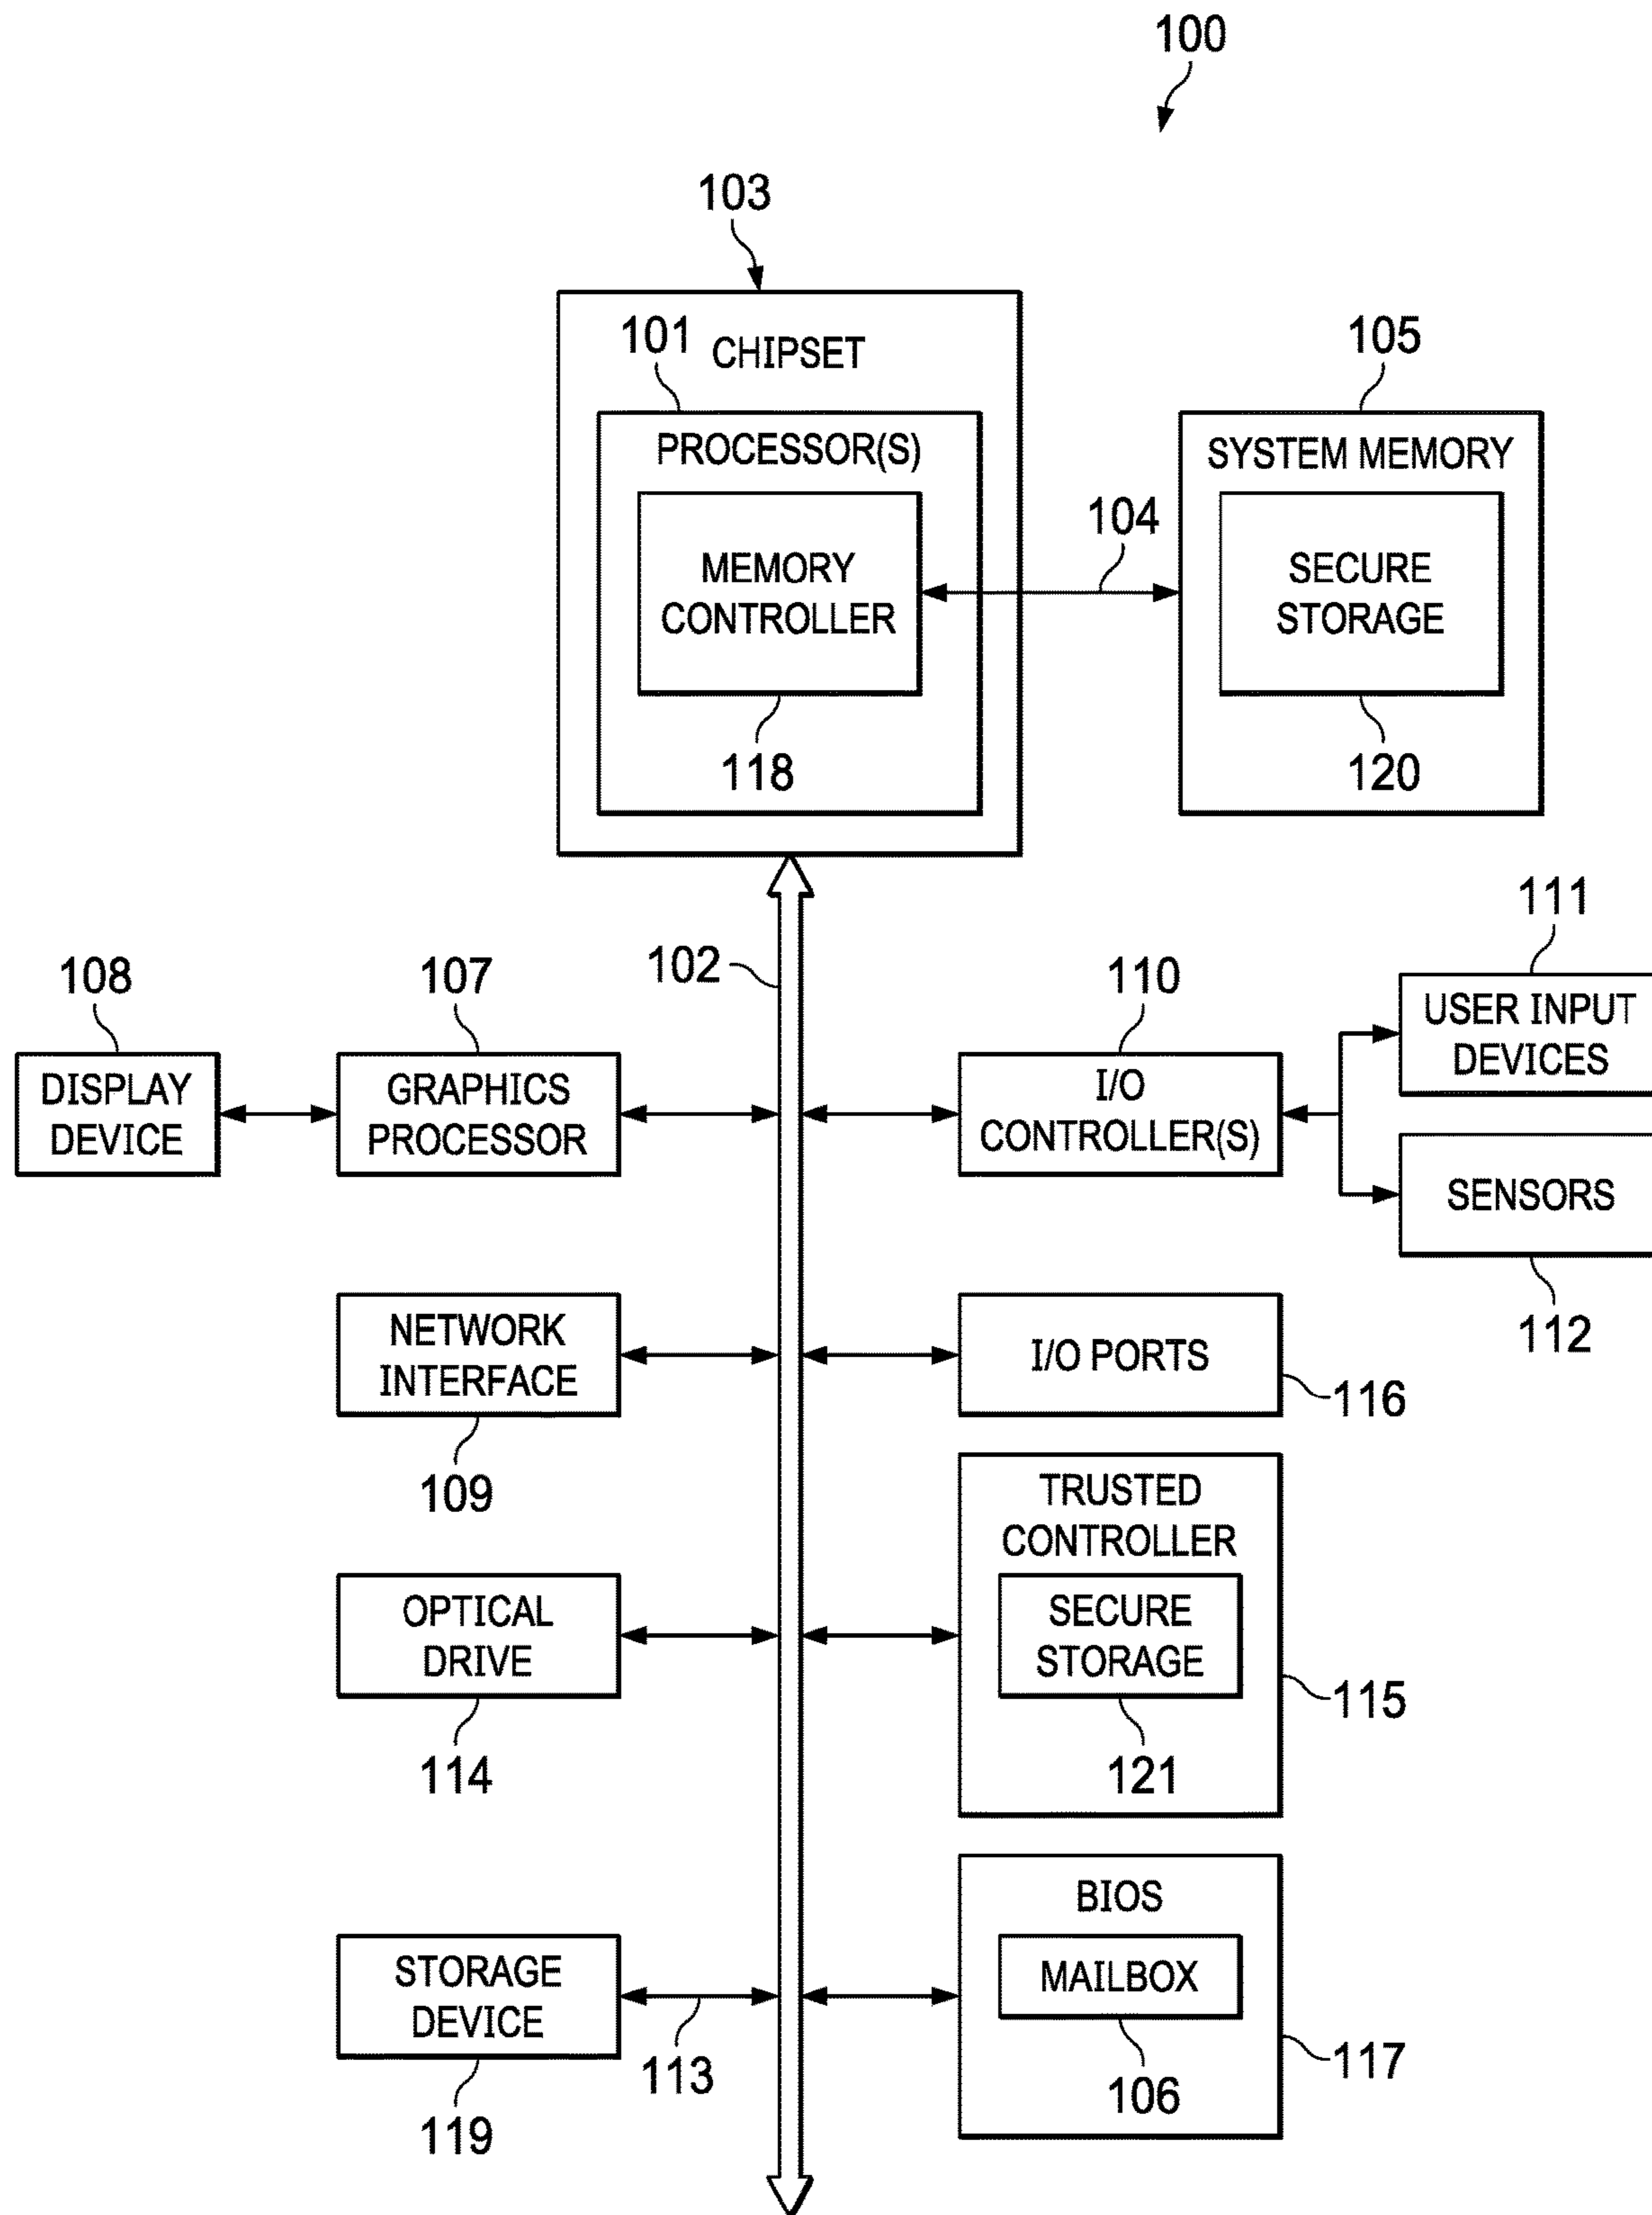 100
103
101
CHIPSET
105
PROCESSOR(S)
SYSTEM MEMORY
104
MEMORY
CONTROLLER
SECURE
STORAGE
118
120
111
102
108
107
110
USER INPUT
DEVICES
DISPLAY
DEVICE
GRAPHICS
PROCESSOR
I/O
CONTROLLER(S)
SENSORS
112
NETWORK
INTERFACE
I/O PORTS
116
109
TRUSTED
CONTROLLER
OPTICAL
DRIVE
SECURE
STORAGE
115
114
121
BIOS
STORAGE
DEVICE
MAILBOX
113
117
106
119